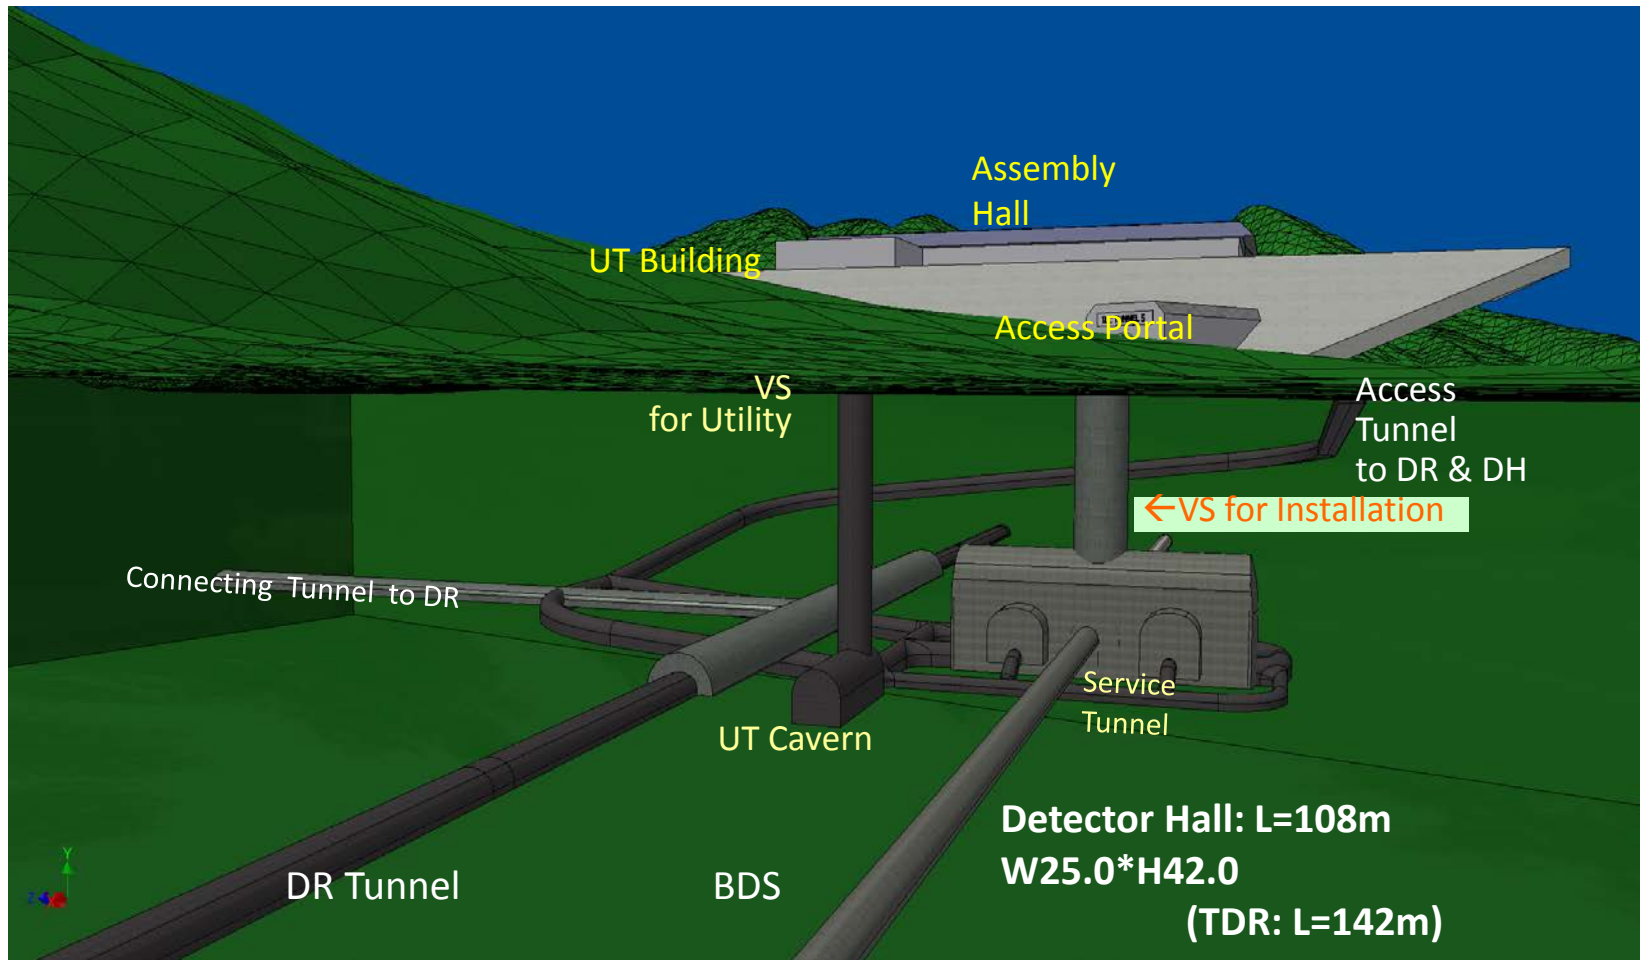 Assembly
Hall
UT Building
Access Portal
VS
for Utility
Access
Tunnel
to DR & DH
←VS for Installation
Connecting Tunnel to DR
Service
Tunnel
UT Cavern
Detector Hall: L=108m
W25.0*H42.0
(TDR: L=142m)
DR Tunnel
BDS
Y
Z